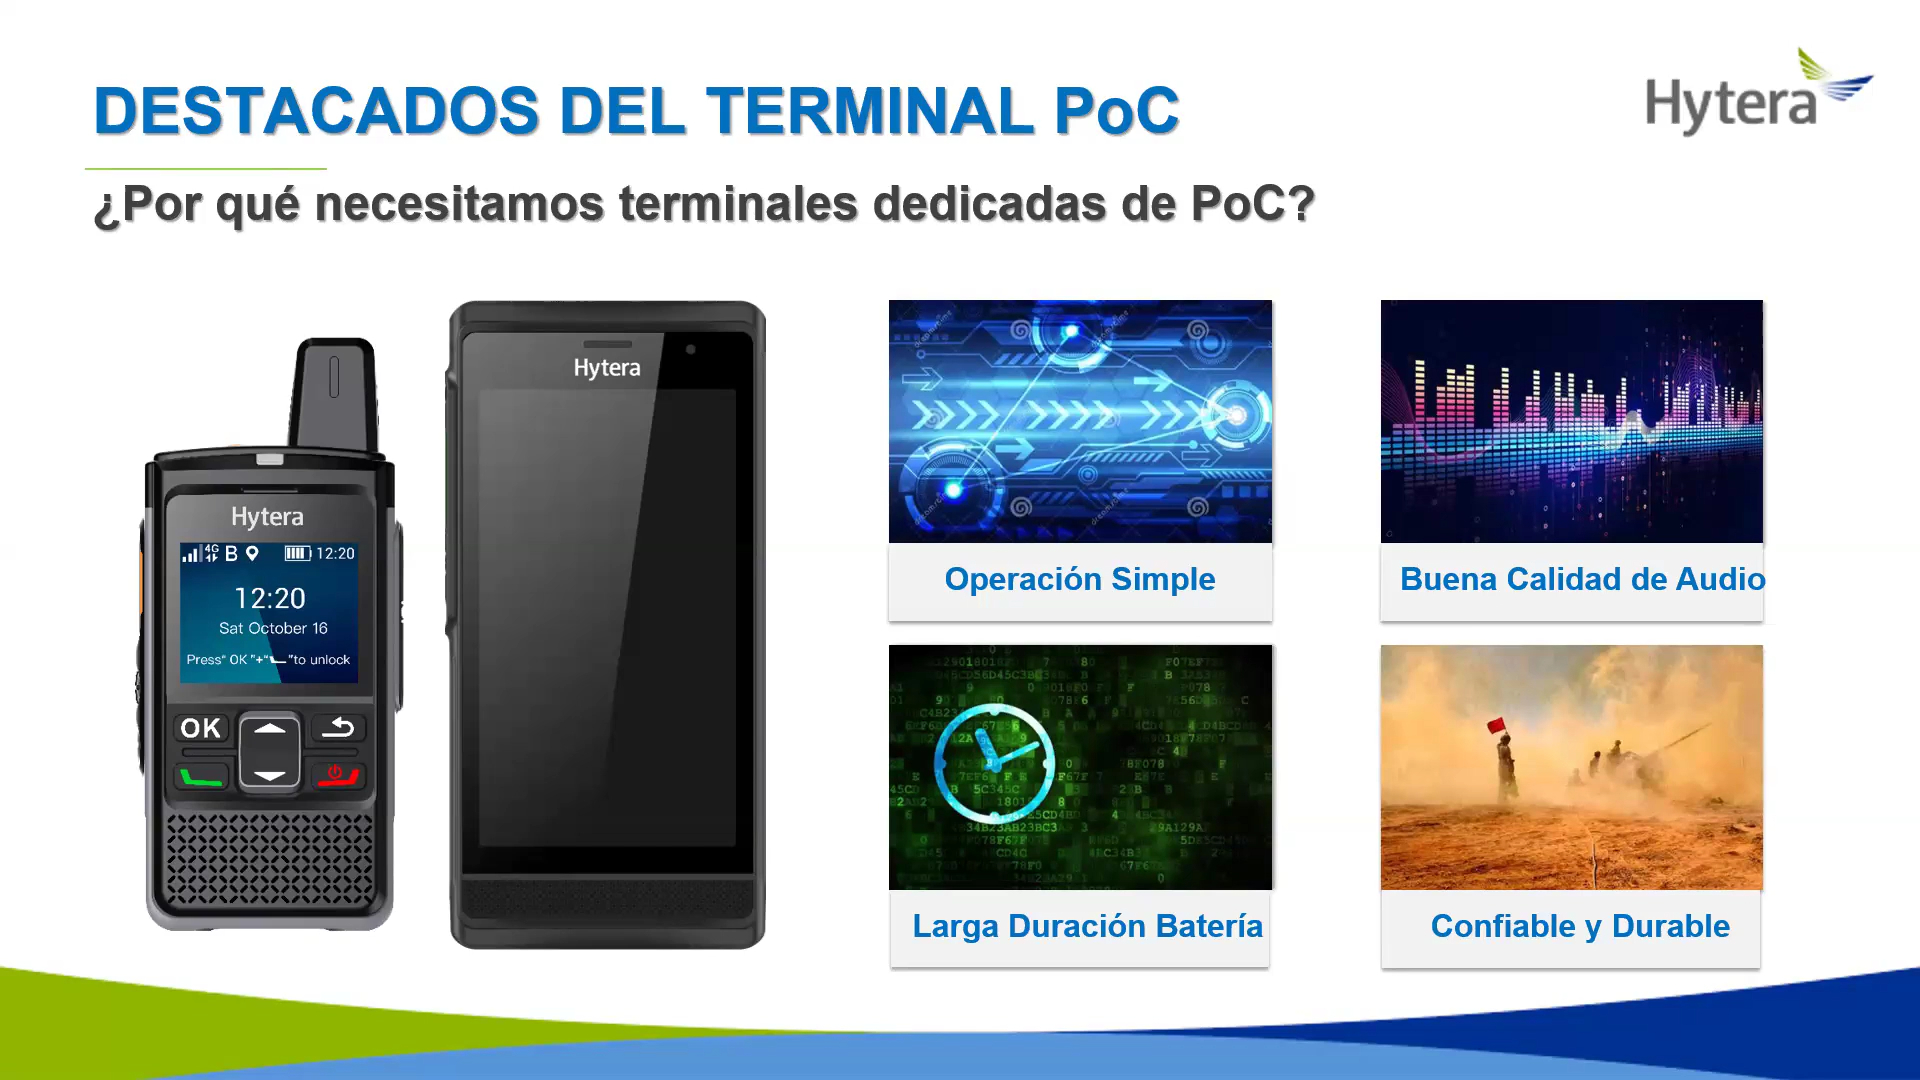 DESTACADOS DEL TERMINAL PoC
Hytera
¿Por qué necesitamos terminales dedicadas de PoC?
Hytera
4G B 12:20
12:20
Sat October 16
Press" OK "+" "to unlock
OK
Hytera
Operación Simple
Buena Calidad de Audio
Larga Duración Batería
Confiable y Durable